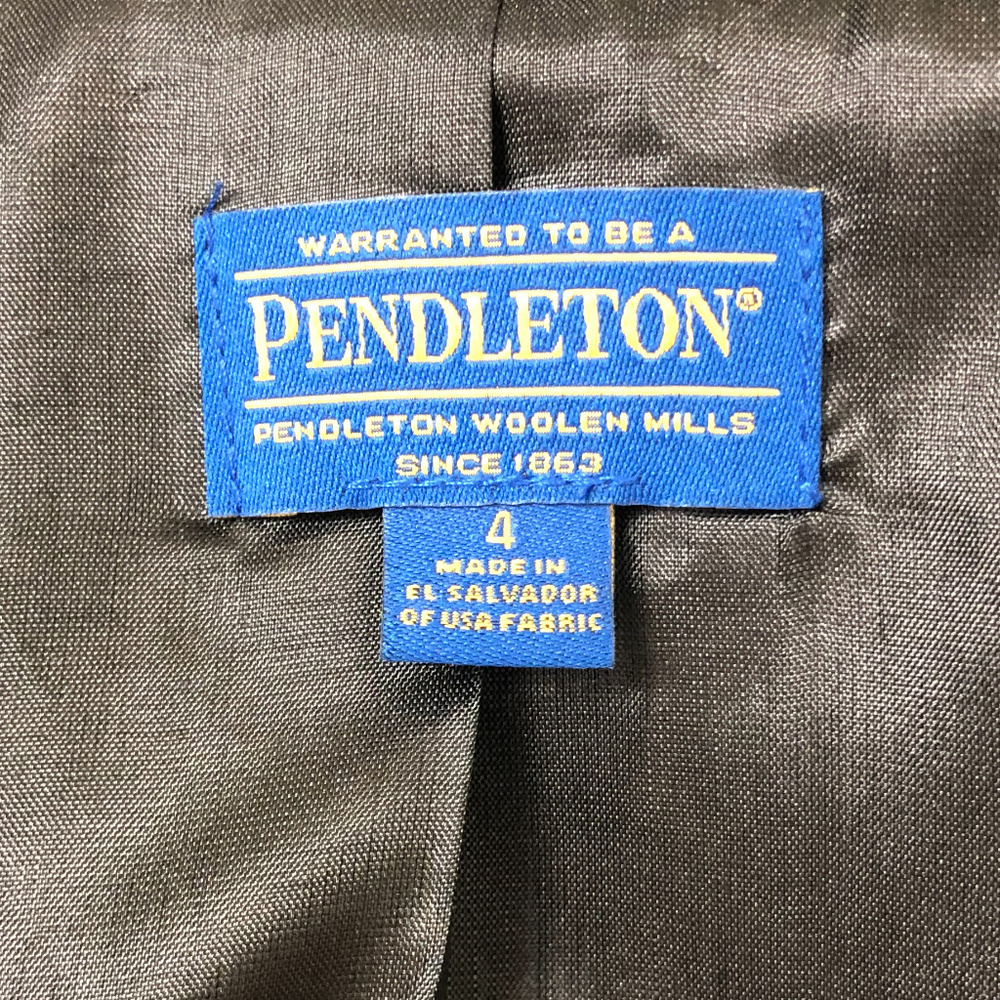 WARRANTED TO BE A
PENDLETON®
PENDLETON WOOLEN MILLS
SINCE 1863
4
MADE IN
EL SALVADOR
OF USA FABRIC